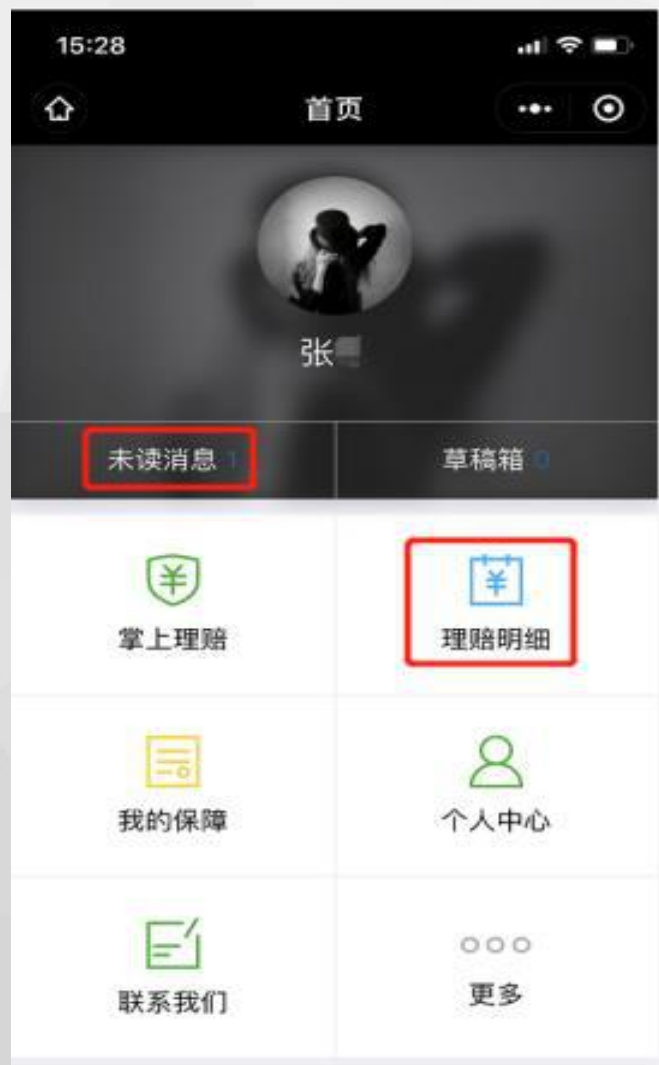 15:28
首页
张
未读消息 1
草稿箱 0
掌上理赔
理赔明细
我的保障
个人中心
联系我们
更多